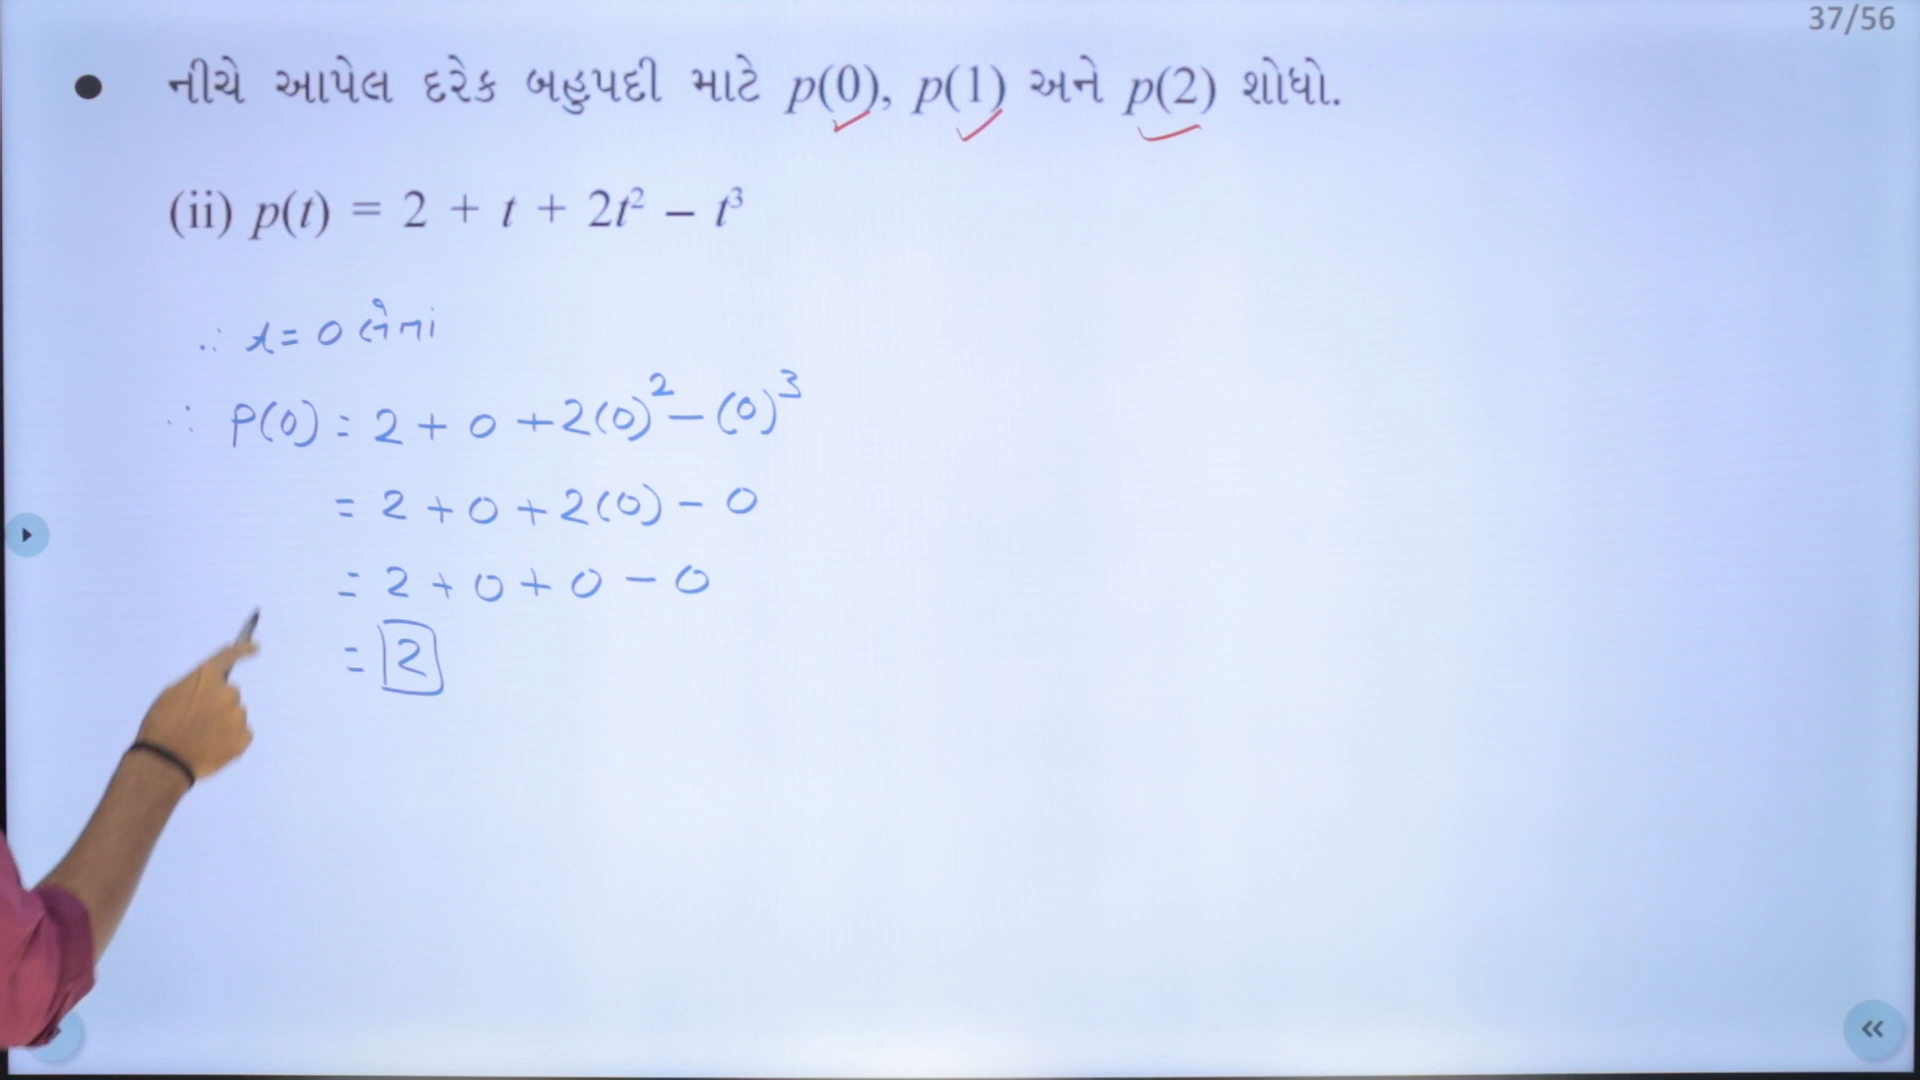 37/56
● નીચે આપેલ દરેક બહુપદી માટે p(0), p(1) અને p(2) શોધો.
(ii) p(t) = 2 + t + 2t² – t³
∴ t = 0 લેતાં
∴ P(0) = 2 + 0 + 2(0)² – (0)³
= 2 + 0 + 2(0) – 0
= 2 + 0 + 0 – 0
= 2